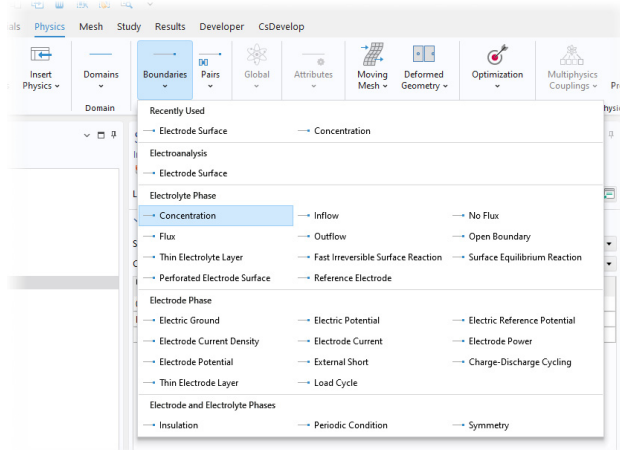 Physics Mesh Study Results Developer CsDevelop
Insert Physics
Domains
Boundaries
Pairs
Global
Attributes
Moving Mesh
Deformed Geometry
Optimization
Multiphysics Couplings
Domain
Recently Used
Electrode Surface Concentration
Electroanalysis
Electrode Surface
Electrolyte Phase
Concentration Inflow No Flux
Flux Outflow Open Boundary
Thin Electrolyte Layer Fast Irreversible Surface Reaction Surface Equilibrium Reaction
Perforated Electrode Surface Reference Electrode
Electrode Phase
Electric Ground Electric Potential Electric Reference Potential
Electrode Current Density Electrode Current Electrode Power
Electrode Potential External Short Charge-Discharge Cycling
Thin Electrode Layer Load Cycle
Electrode and Electrolyte Phases
Insulation Periodic Condition Symmetry